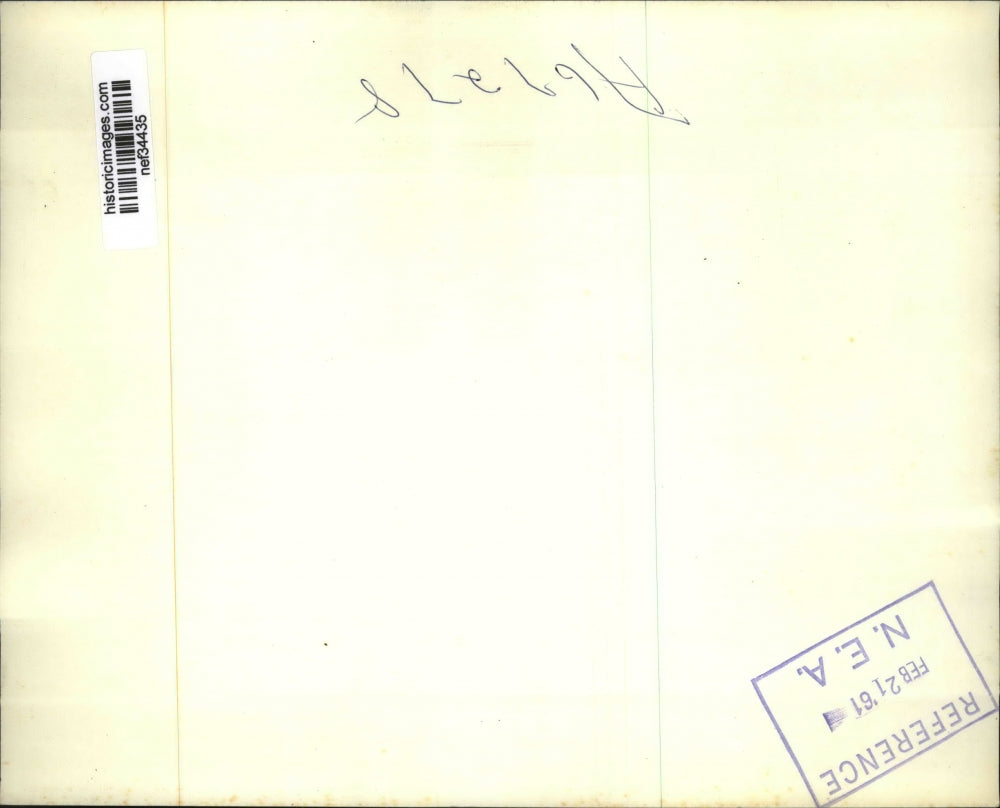 historicimages.com
nef34435
REFERENCE
FEB 21 '61
N. E. A.